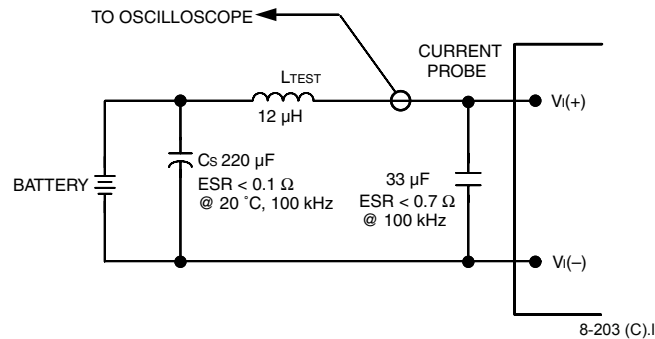 TO OSCILLOSCOPE
CURRENT
PROBE
LTEST
12 μH
VI(+)
CS 220 μF
ESR < 0.1 Ω
@ 20 ˚C, 100 kHz
BATTERY
33 μF
ESR < 0.7 Ω
@ 100 kHz
VI(–)
8-203 (C).l